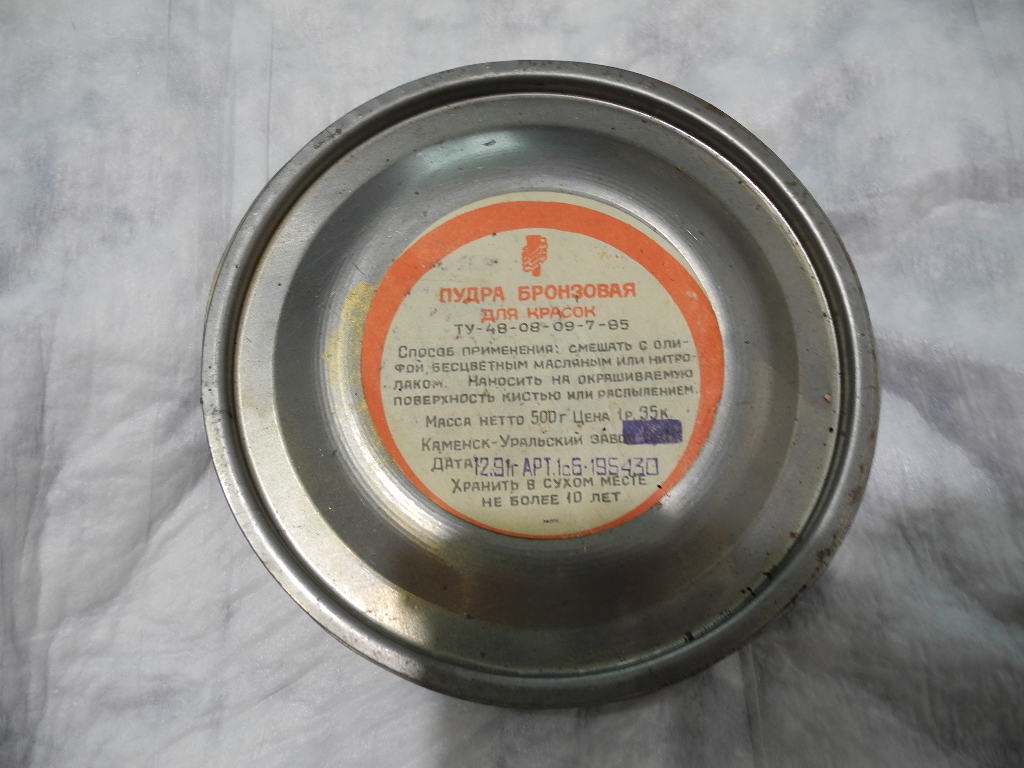 ПУДРА БРОНЗОВАЯ
ДЛЯ КРАСОК
ТУ-48-08-09-7-85
Способ применения: смешать с оли-
фой, бесцветным масляным или нитро-
лаком. Наносить на окрашиваемую
поверхность кистью или распылением.
Масса нетто 500г Цена 1р. 35к.
Каменск-Уральский
Дата 12.91г АРТ.1с6-195430
Хранить в сухом месте
не более 10 лет